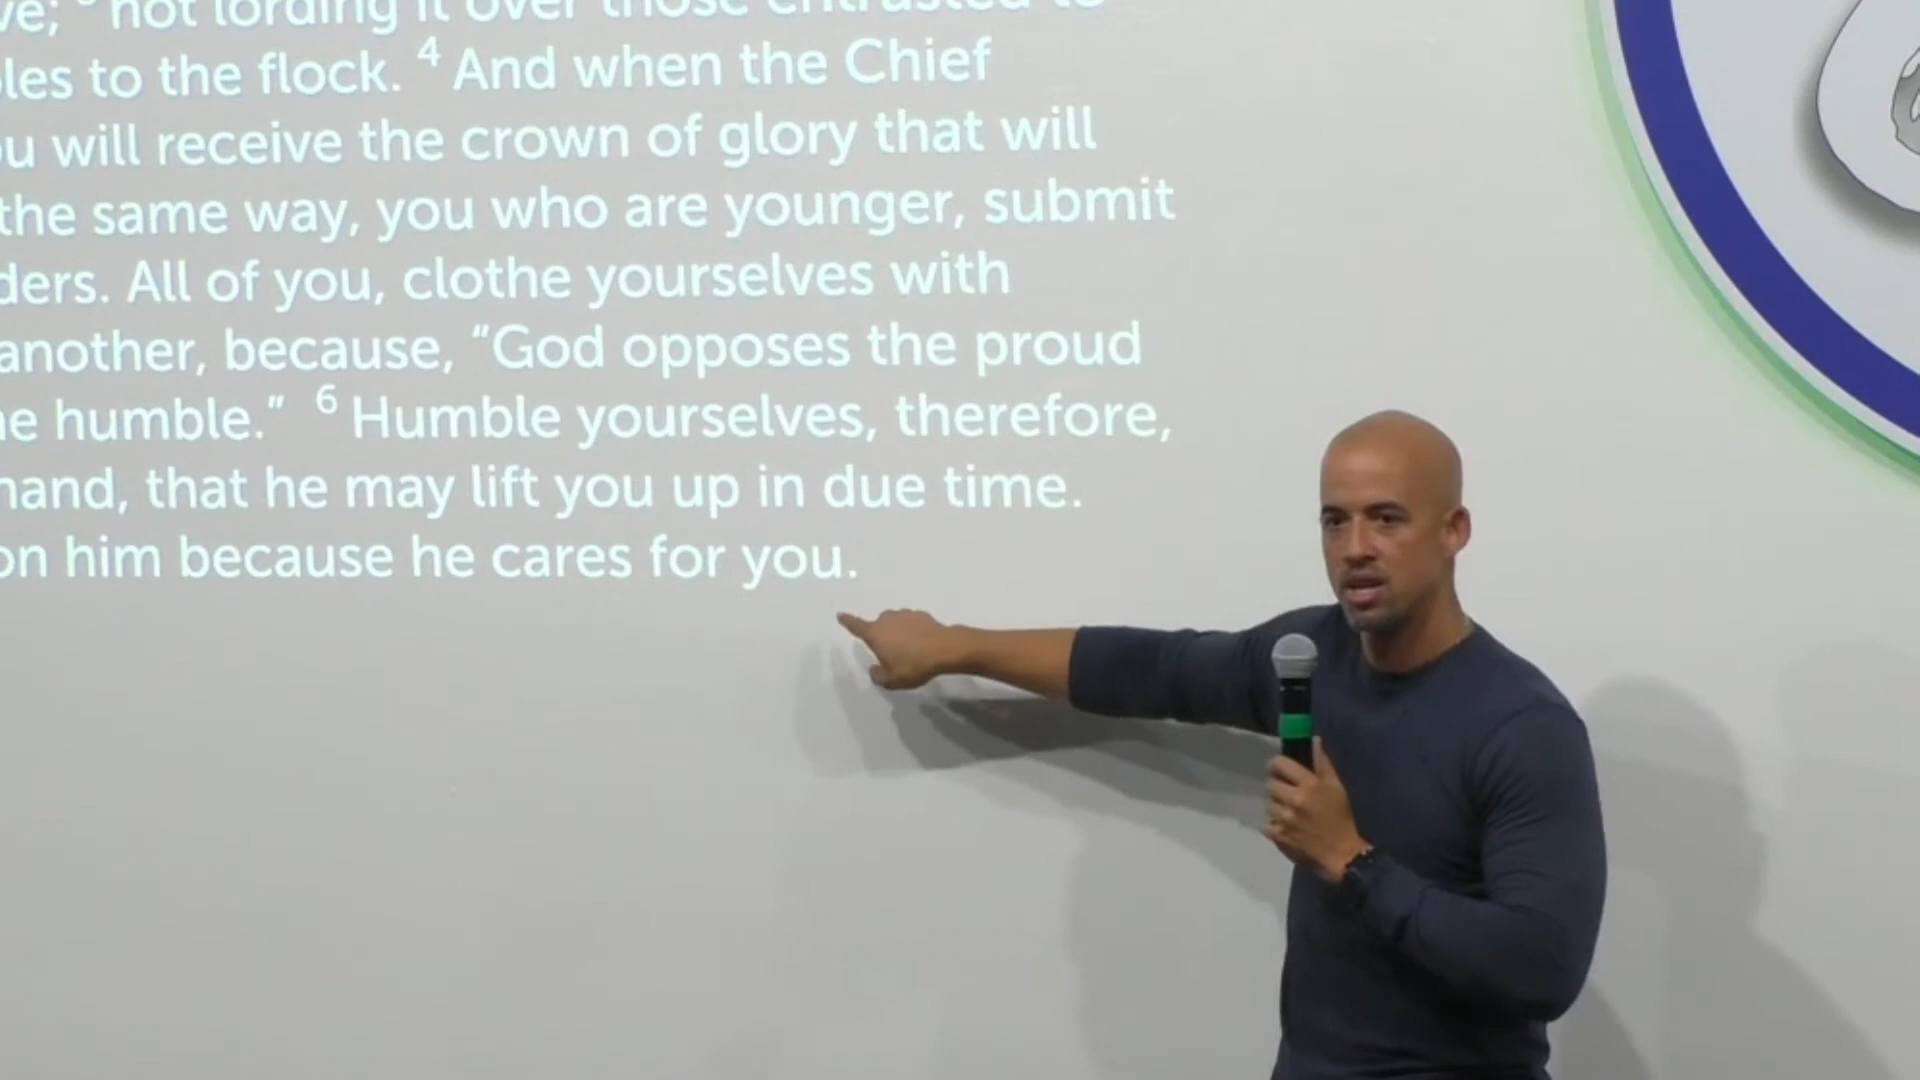 not lording it over those entrusted to
to the flock. 4 And when the Chief
will receive the crown of glory that will
the same way, you who are younger, submit
All of you, clothe yourselves with
another, because, "God opposes the proud
humble." 6 Humble yourselves, therefore,
that he may lift you up in due time.
on him because he cares for you.